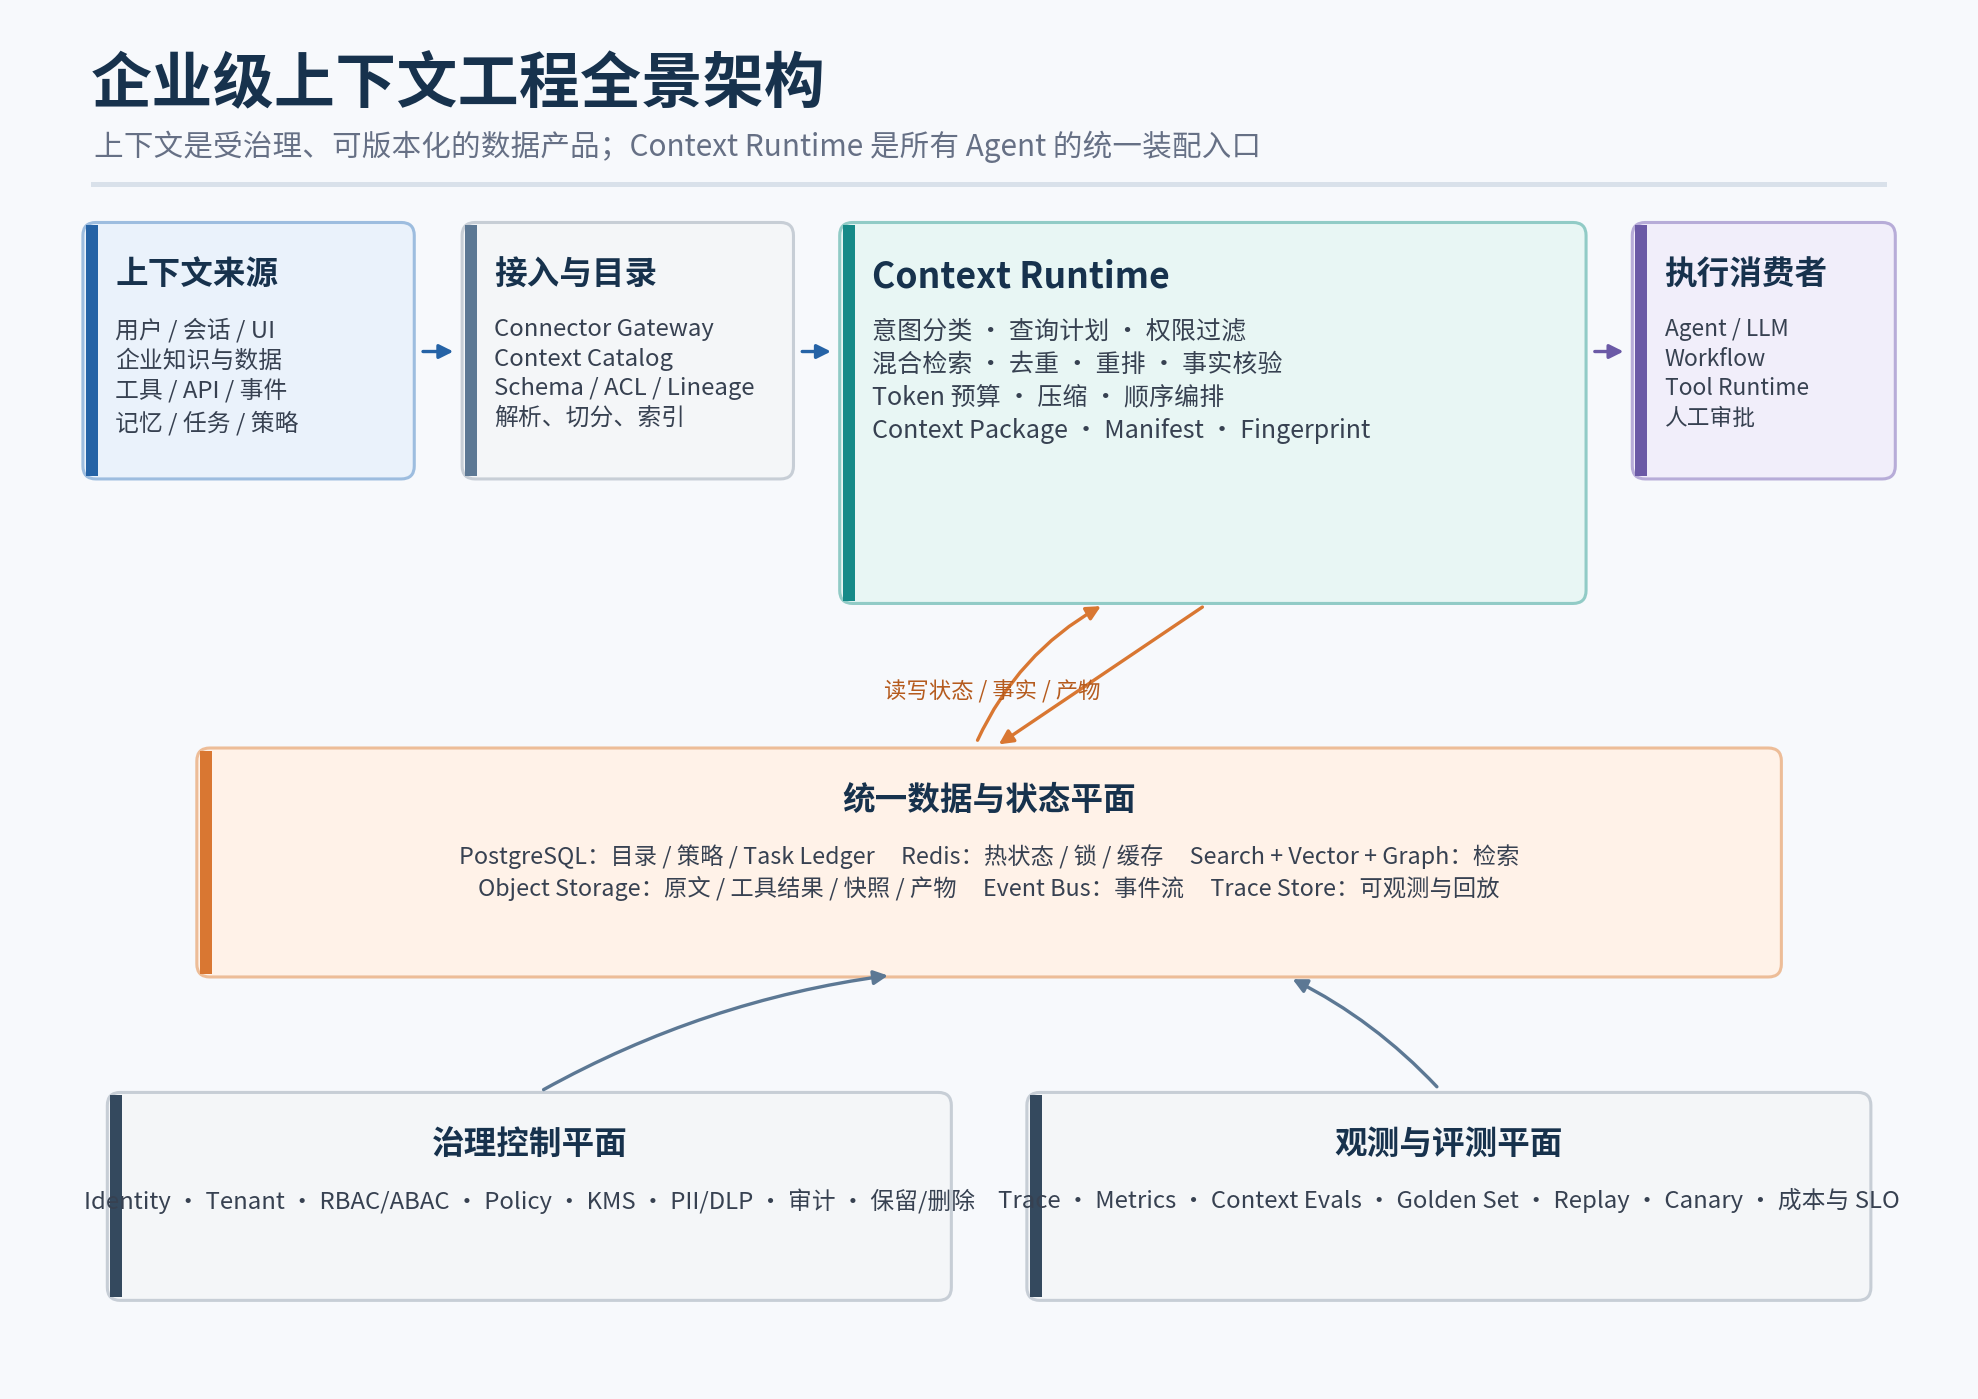 企业级上下文工程全景架构
上下文是受治理、可版本化的数据产品；Context Runtime 是所有 Agent 的统一装配入口
上下文来源
用户 / 会话 / UI
企业知识与数据
工具 / API / 事件
记忆 / 任务 / 策略
接入与目录
Connector Gateway
Context Catalog
Schema / ACL / Lineage
解析、切分、索引
Context Runtime
意图分类 · 查询计划 · 权限过滤
混合检索 · 去重 · 重排 · 事实核验
Token 预算 · 压缩 · 顺序编排
Context Package · Manifest · Fingerprint
执行消费者
Agent / LLM
Workflow
Tool Runtime
人工审批
读写状态 / 事实 / 产物
统一数据与状态平面
PostgreSQL：目录 / 策略 / Task Ledger Redis：热状态 / 锁 / 缓存 Search + Vector + Graph：检索
Object Storage：原文 / 工具结果 / 快照 / 产物 Event Bus：事件流 Trace Store：可观测与回放
治理控制平面
Identity · Tenant · RBAC/ABAC · Policy · KMS · PII/DLP · 审计 · 保留/删除
观测与评测平面
Trace · Metrics · Context Evals · Golden Set · Replay · Canary · 成本与 SLO